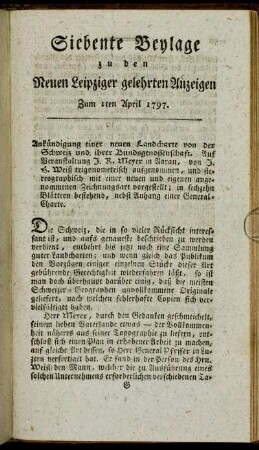 Siebente Beylage
zu den
Neuen Leipziger gelehrten Anzeigen
Zum 1ten April 1797.
Ankündigung einer neuen Landcharte von der
Schweiz und ihrer Bundsgenoßenschaft. Auf
Veranstaltung J. R. Meyer in Aarau, von J.
S. Weiß trigonometrisch aufgenommen, und
rographisch mit einer neuen und eigenen ange-
nommenen Zeichnungsart vorgestellt; in sechzehn
Blättern bestehend, nebst Anhang einer General-
Charte.
Die Schweiz, die in so vieler Rücksicht interes-
sant ist, und aufs genaueste beschrieben zu werden
verdient, entbehrt bis jetzt noch eine Sammlung
guter Landcharten; und wenn gleich das Publikum
den Vorzügen einiger einzelnen Stücke dieser Art
gebührende Gerechtigkeit wiederfahren läßt, so ist
man doch überhaupt darüber einig, daß die meisten
Schweizer-Geographen unvollkommene Originale
geliefert, nach welchen fehlerhafte Copien sich ver-
vielfältiget haben.
Herr Meyer, durch den Gedanken geschmeichelt,
seinem lieben Vaterlande etwas — der Vollkommen-
heit näheres aus seiner Topographie zu liefern, ent-
schloß sich einen Plan in erhabener Arbeit zu machen,
auf gleiche Art dessen, so Herr General Pfyffer in Lu-
zern verfertiget hat. Er fand in der Person des Hrn.
Weiß den Mann, welcher die zu Ausführung eines
solchen Unternehmens erforderlichen verschiedenen Ta-
G